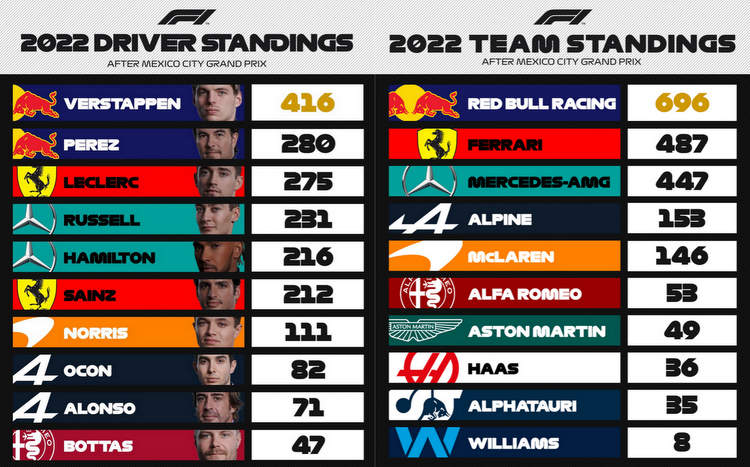 F1
2022 DRIVER STANDINGS
AFTER MEXICO CITY GRAND PRIX
VERSTAPPEN 416
PEREZ 280
LECLERC 275
RUSSELL 231
HAMILTON 216
SAINZ 212
NORRIS 111
OCON 82
ALONSO 71
BOTTAS 47
F1
2022 TEAM STANDINGS
AFTER MEXICO CITY GRAND PRIX
RED BULL RACING 696
FERRARI 487
MERCEDES-AMG 447
ALPINE 153
McLAREN 146
ALFA ROMEO 53
ASTON MARTIN ASTON MARTIN 49
HAAS 36
ALPHATAURI 35
WILLIAMS 8